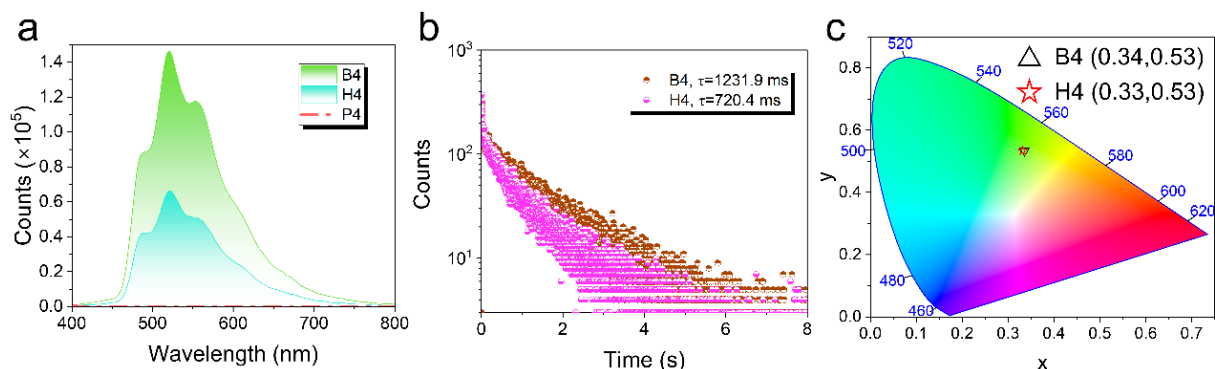 a
1.4
1.2
1.0
0.8
0.6
0.4
0.2
0.0
400 500 600 700 800
Wavelength (nm)
Counts (×10⁵)
B4
H4
P4
b
10³
10²
10¹
0 2 4 6 8
Time (s)
Counts
B4, τ=1231.9 ms
H4, τ=720.4 ms
c
0.8
0.6
0.4
0.2
0.0
0.0 0.1 0.2 0.3 0.4 0.5 0.6 0.7
x
y
520
540
560
580
600
620
500
480
460
B4 (0.34,0.53)
H4 (0.33,0.53)